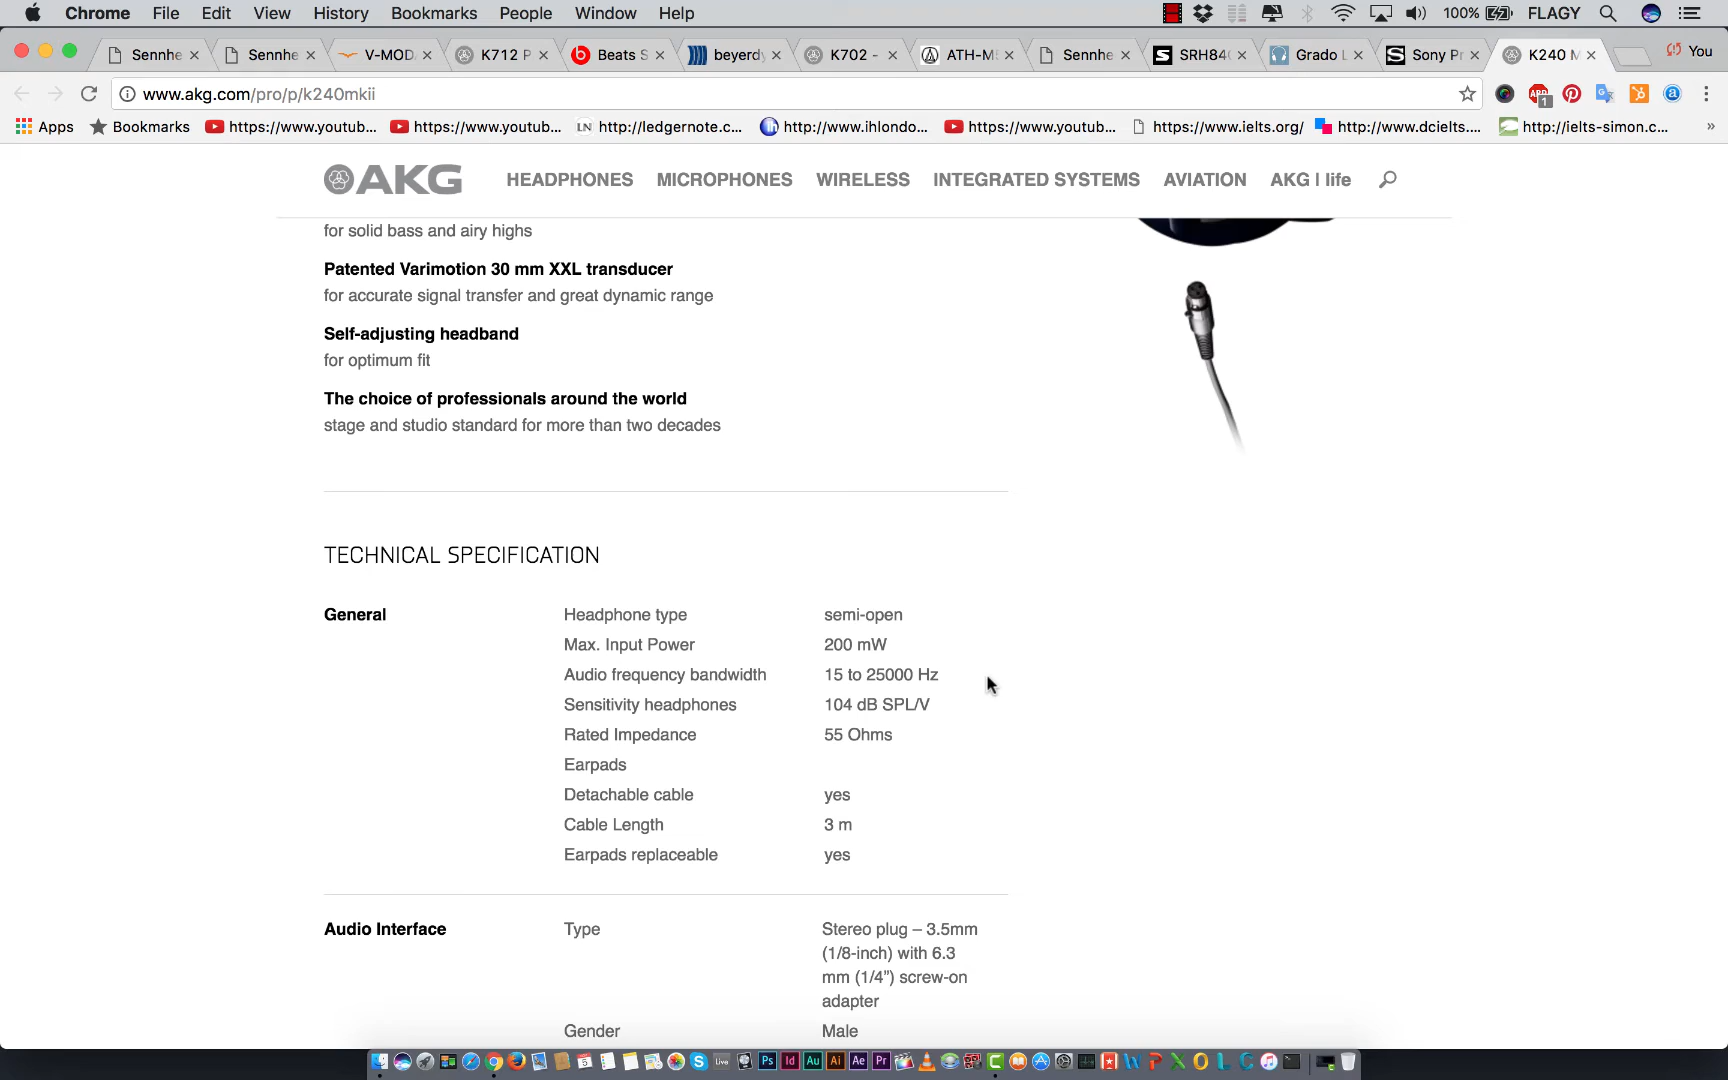 Chrome File Edit View History Bookmarks People Window Help 100% FLAGY
Sennhe Sennhe V-MOD K712 P Beats S beyerdy K702 - ATH-M5 Sennhe SRH840 Grado L Sony Pr K240 M You
www.akg.com/pro/p/k240mkii
Apps Bookmarks https://www.youtub... https://www.youtub... http://ledgernote.c... http://www.ihlondo... https://www.youtub... https://www.ielts.org/ http://www.dcielts.... http://ielts-simon.c... »
AKG HEADPHONES MICROPHONES WIRELESS INTEGRATED SYSTEMS AVIATION AKG | life
for solid bass and airy highs
Patented Varimotion 30 mm XXL transducer
for accurate signal transfer and great dynamic range
Self-adjusting headband
for optimum fit
The choice of professionals around the world
stage and studio standard for more than two decades
TECHNICAL SPECIFICATION
General Headphone type semi-open
Max. Input Power 200 mW
Audio frequency bandwidth 15 to 25000 Hz
Sensitivity headphones 104 dB SPL/V
Rated Impedance 55 Ohms
Earpads
Detachable cable yes
Cable Length 3 m
Earpads replaceable yes
Audio Interface Type Stereo plug – 3.5mm
(1/8-inch) with 6.3
mm (1/4”) screw-on
adapter
Gender Male